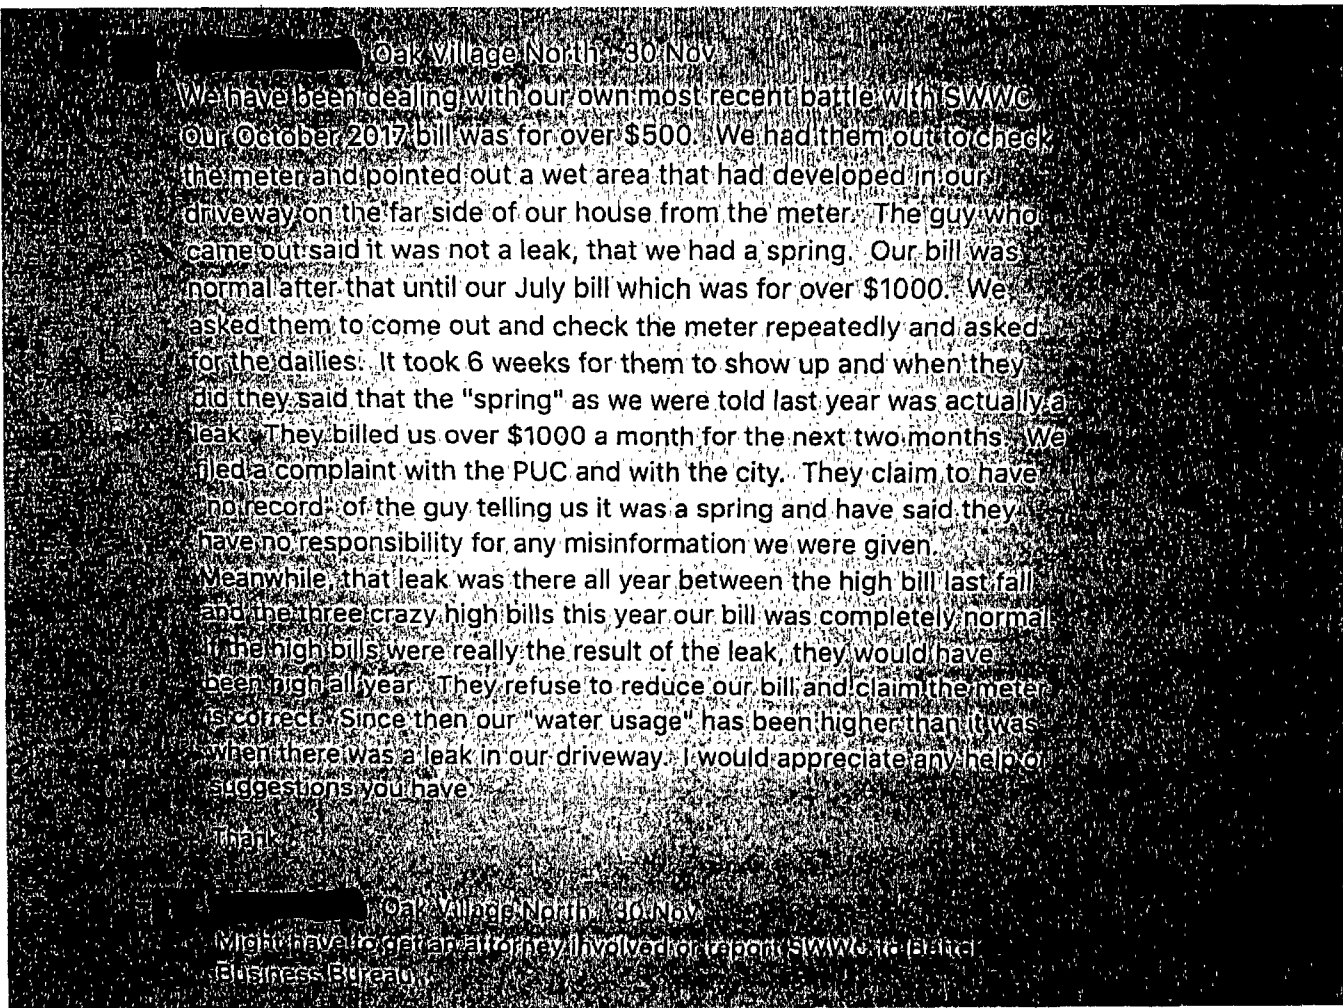 Oak Village North · 30 Nov
We have been dealing with our own most recent battle with SWWC.
Our October 2017 bill was for over $500. We had them out to check
the meter and pointed out a wet area that had developed in our
driveway on the far side of our house from the meter. The guy who
came out said it was not a leak, that we had a spring. Our bill was
normal after that until our July bill which was for over $1000. We
asked them to come out and check the meter repeatedly and asked
for the dailies. It took 6 weeks for them to show up and when they
did they said that the "spring" as we were told last year was actually a
leak. They billed us over $1000 a month for the next two months. We
filed a complaint with the PUC and with the city. They claim to have
"no record" of the guy telling us it was a spring and have said they
have no responsibility for any misinformation we were given.
Meanwhile, that leak was there all year between the high bill last fall
and the three crazy high bills this year our bill was completely normal.
If the high bills were really the result of the leak, they would have
been high all year. They refuse to reduce our bill and claim the meter
is correct. Since then our "water usage" has been higher than it was
when there was a leak in our driveway. I would appreciate any help o
suggestions you have.
Thank
Oak Village North · 30 Nov
Might have to get an attorney involved or report SWWC to Better
Business Bureau